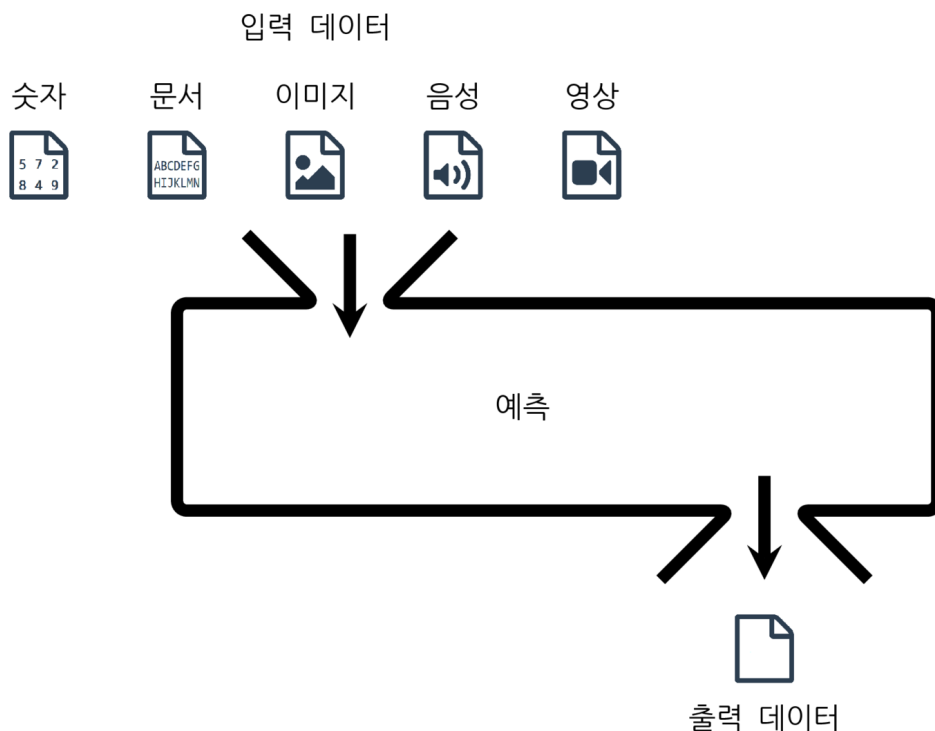 입력 데이터
숫자 문서 이미지 음성 영상
5 7 2 ABCDEFG
8 4 9 HIJKLMN
예측
출력 데이터